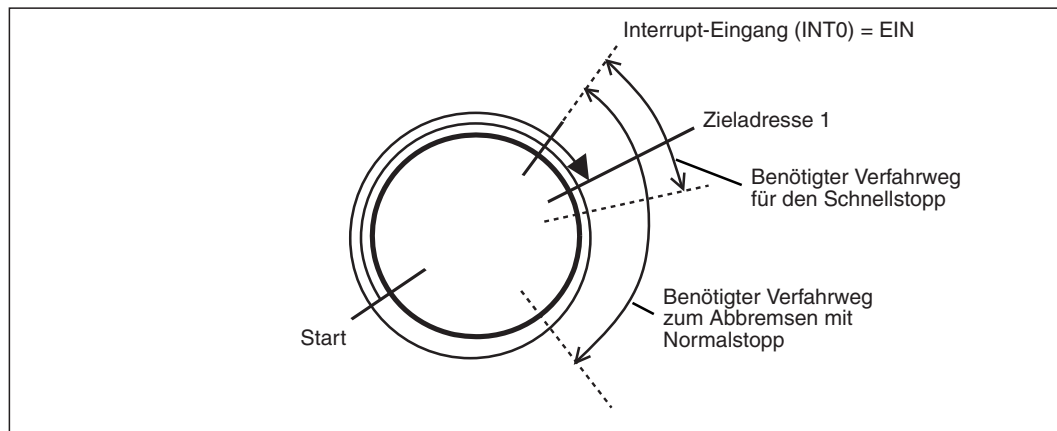 Interrupt-Eingang (INT0) = EIN
Zieladresse 1
Benötigter Verfahrweg
für den Schnellstopp
Benötigter Verfahrweg
zum Abbremsen mit
Normalstopp
Start